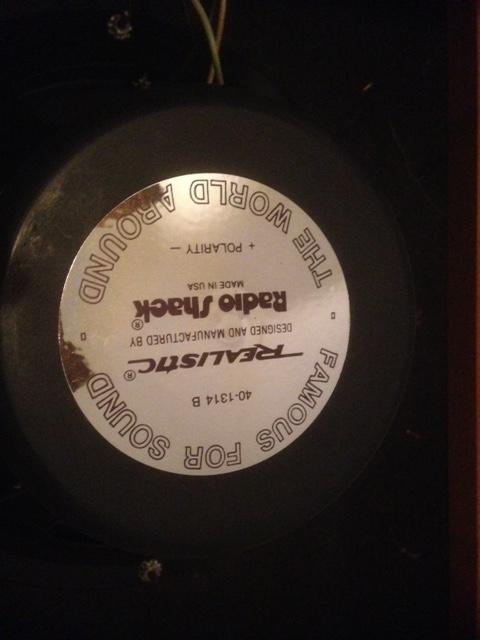 FAMOUS FOR SOUND
40-1314 B
REALISTIC®
DESIGNED AND MANUFACTURED BY
Radio Shack®
MADE IN USA
+ POLARITY −
THE WORLD AROUND